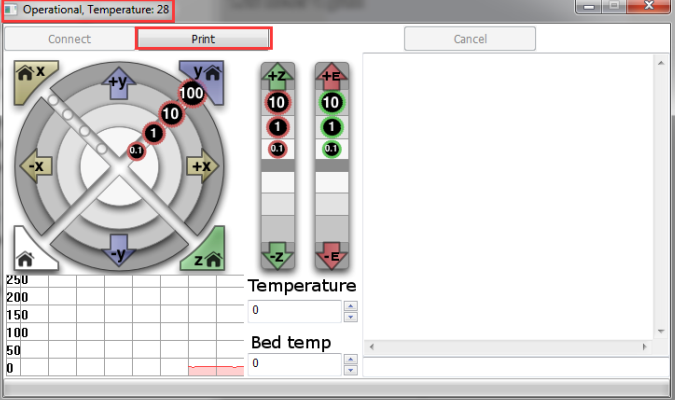 Operational, Temperature: 28
Connect
Print
Cancel
x
+y
y
100
10
1
0.1
-x
+x
-y
z
+Z
10
1
0.1
-Z
+E
10
1
0.1
-E
250
200
150
100
50
0
Temperature
0
Bed temp
0